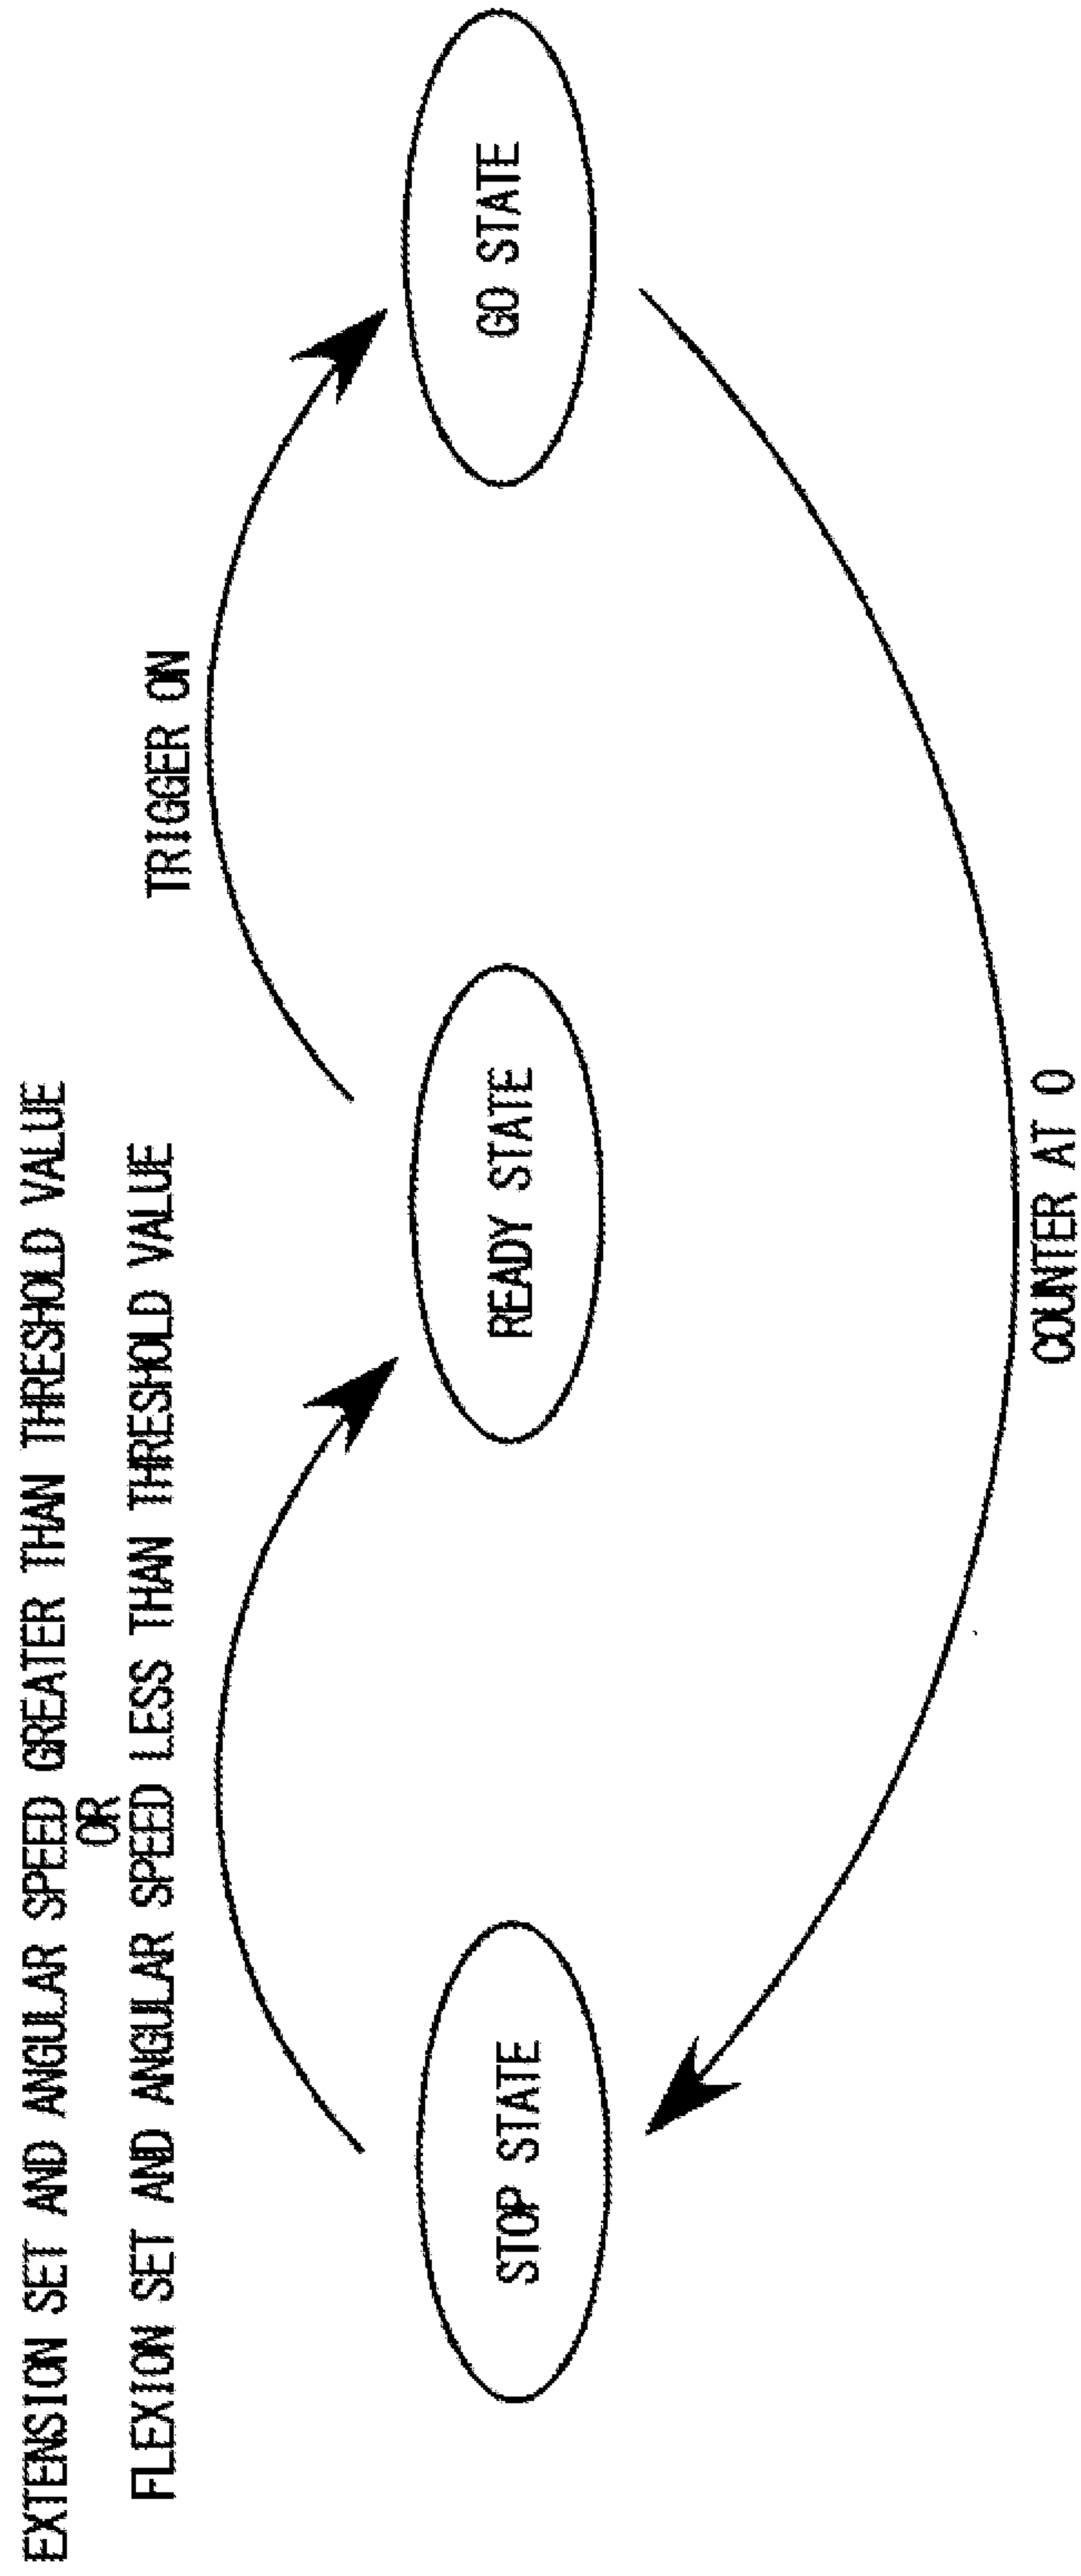 EXTENSION SET AND ANGULAR SPEED GREATER THAN THRESHOLD VALUE
OR
FLEXION SET AND ANGULAR SPEED LESS THAN THRESHOLD VALUE
TRIGGER ON
STOP STATE
READY STATE
GO STATE
COUNTER AT 0